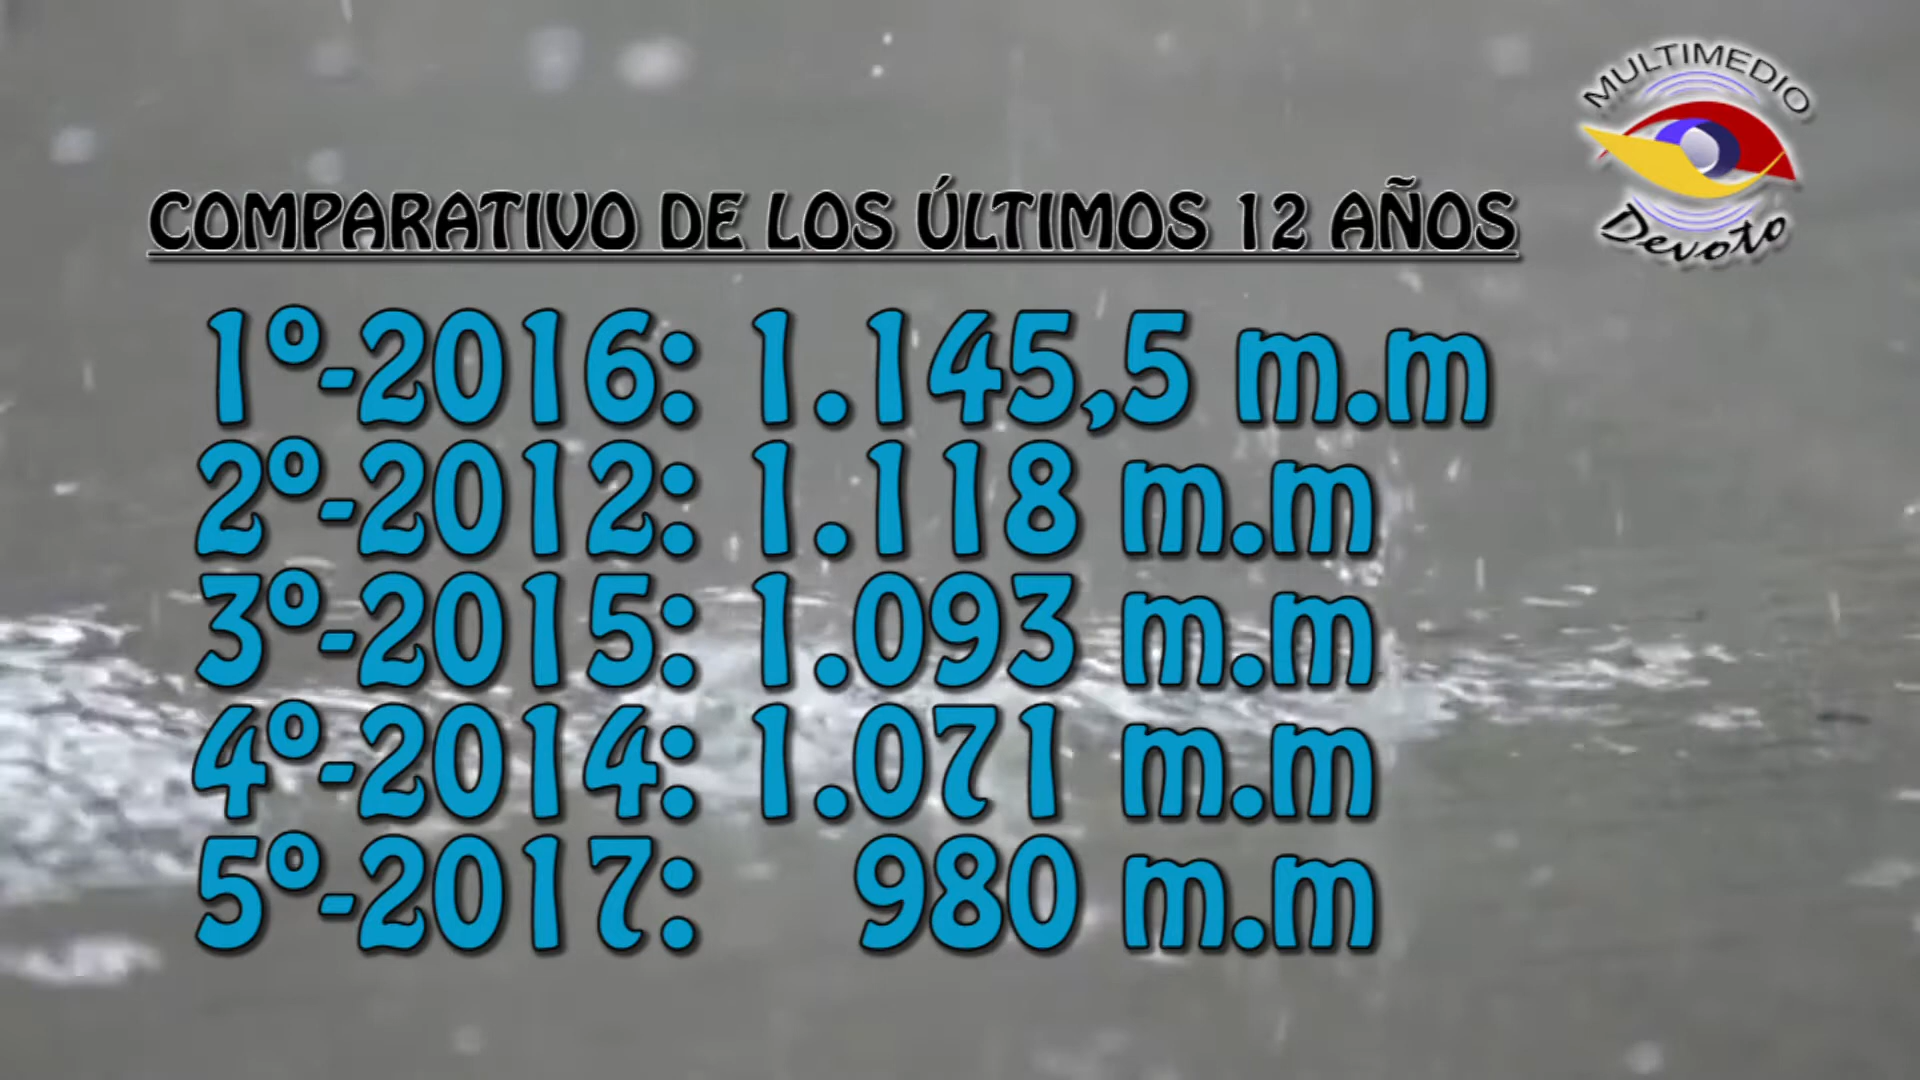 MULTIMEDIO
Devoto
COMPARATIVO DE LOS ÚLTIMOS 12 AÑOS
1º-2016: 1.145,5 m.m
2º-2012: 1.118 m.m
3º-2015: 1.093 m.m
4º-2014: 1.071 m.m
5º-2017: 980 m.m